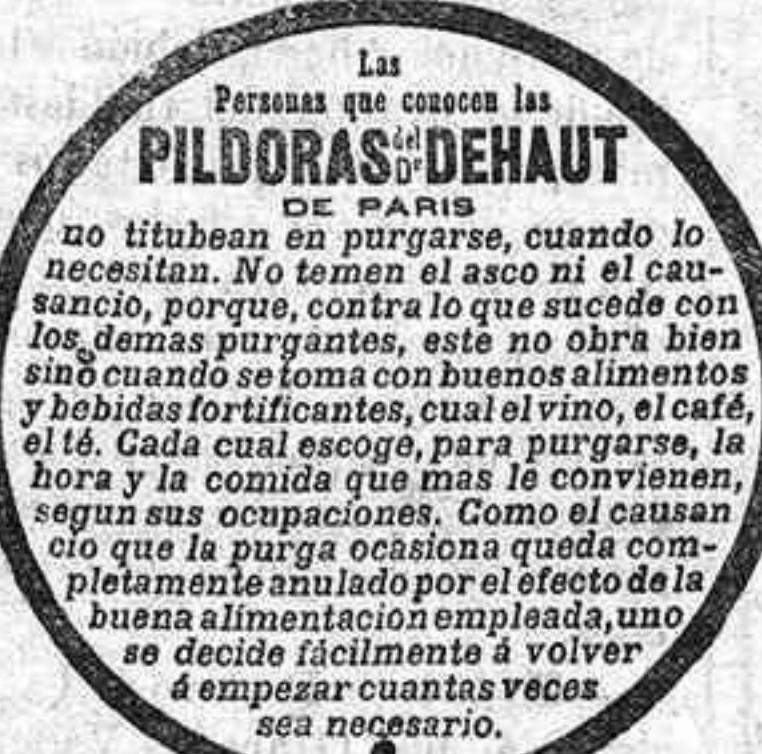 Las
Personas que conocen las
PILDORAS del Dr DEHAUT
DE PARIS
no titubean en purgarse, cuando lo
necesitan. No temen el asco ni el cau-
sancio, porque, contra lo que sucede con
los demas purgantes, este no obra bien
sino cuando se toma con buenos alimentos
y bebidas fortificantes, cual el vino, el café,
el té. Cada cual escoge, para purgarse, la
hora y la comida que mas le convienen,
segun sus ocupaciones. Como el causan
cio que la purga ocasiona queda com-
pletamente anulado por el efecto de la
buena alimentacion empleada, uno
se decide fácilmente á volver
á empezar cuantas veces
sea necesario.